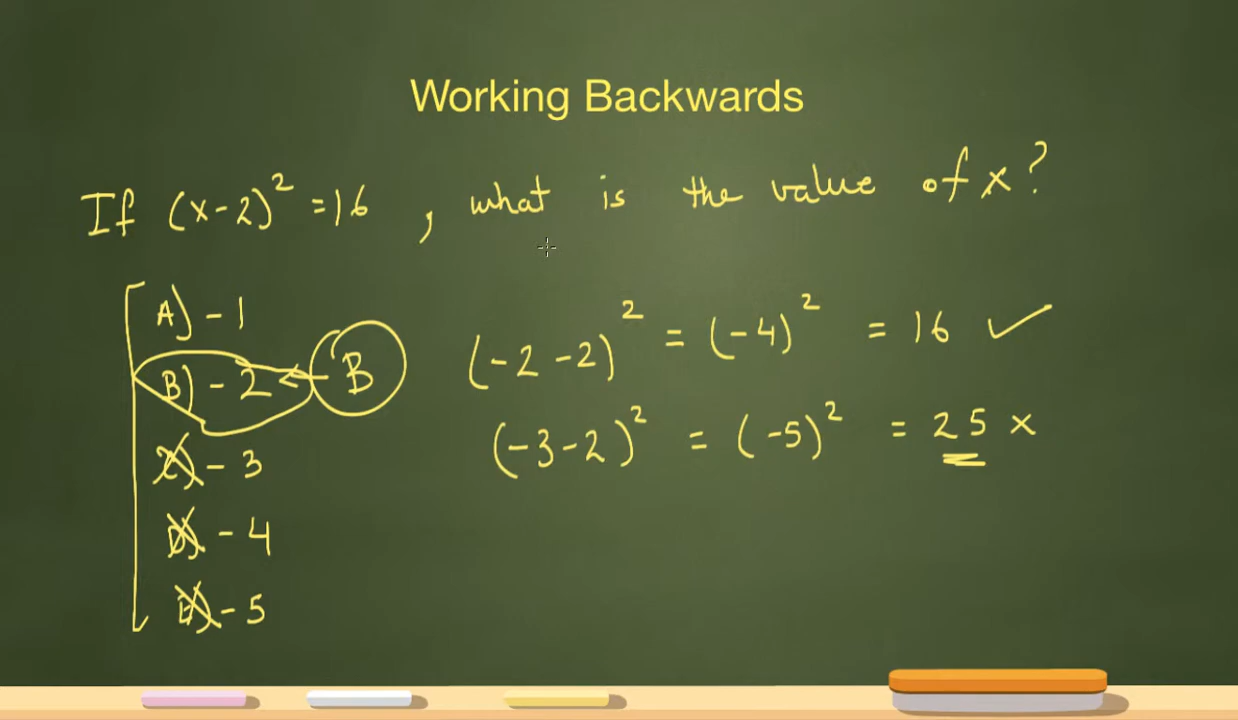 Working Backwards
If (x-2)² = 16, what is the value of x?
A) -1
B) -2 B
(-2-2)² = (-4)² = 16 ✓
-3
(-3-2)² = (-5)² = 25 x
D) -4
-5